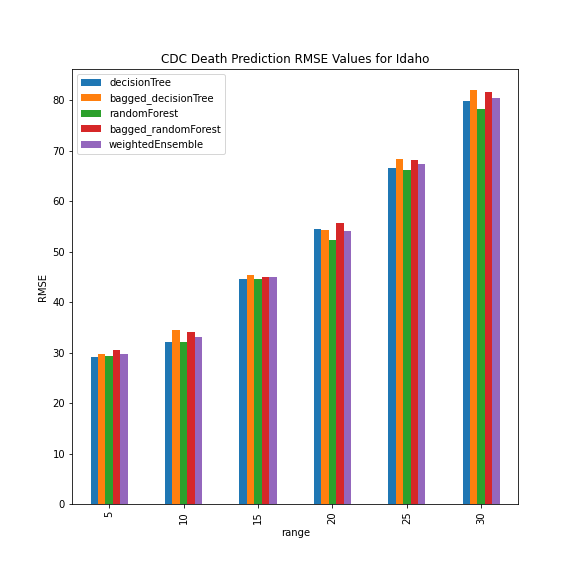 CDC Death Prediction RMSE Values for Idaho
decisionTree
bagged_decisionTree
randomForest
bagged_randomForest
weightedEnsemble
RMSE
80
70
60
50
40
30
20
10
0
5
10
15
20
25
30
range